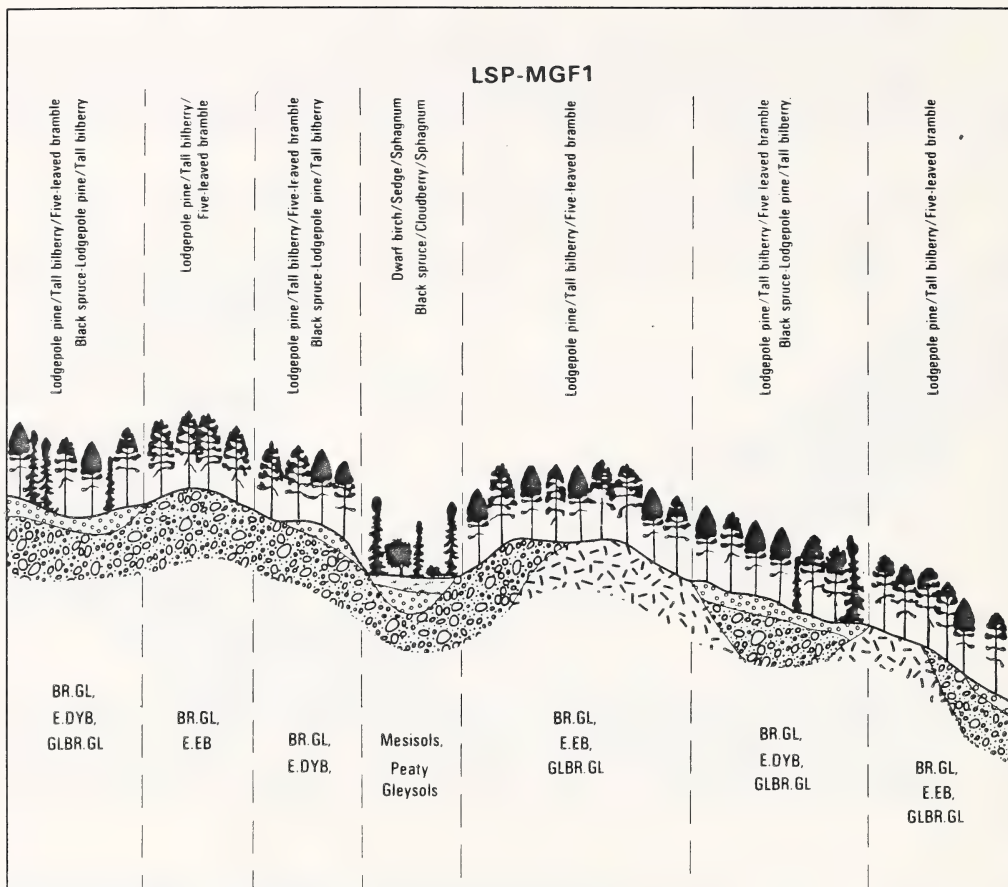 LSP-MGF1
Lodgepole pine/Tall bilberry/Five-leaved bramble
Black spruce-Lodgepole pine/Tall bilberry
Lodgepole pine/Tall bilberry/
Five-leaved bramble
Lodgepole pine/Tall bilberry/Five-lraved bramble
Black spruce-Lodgepole pine/Tall bilberry
Dwarf birch/Sedge/Sphagnum
Black spruce/Cloudberry/Sphagnum
Lodgepole pine/Tall bilberry/Five-leaved bramble
Lodgepole pine/Tall bilberry/Five leaved bramble
Black spruce-Lodgepole pine/Tall bilberry.
Lodgepole pine/Tall bilberry/Five-leaved bramble
BR.GL,
E.DYB,
GLBR.GL
BR.GL,
E.EB
BR.GL,
E.DYB,
Mesisols,
Peaty
Gleysols
BR.GL,
E.EB,
GLBR.GL
BR.GL,
E.DYB,
GLBR.GL
BR.GL,
E.EB,
GLBR.GL